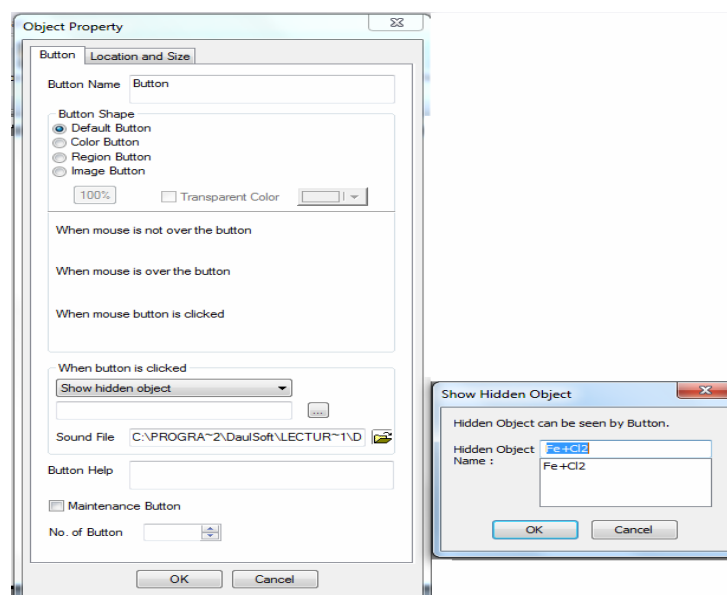 Object Property
Button Location and Size
Button Name Button
Button Shape
Default Button
Color Button
Region Button
Image Button
100% Transparent Color
When mouse is not over the button
When mouse is over the button
When mouse button is clicked
When button is clicked
Show hidden object
...
Sound File C:\PROGRA~2\DaulSoft\LECTUR~1\D
Button Help
Maintenance Button
No. of Button
OK Cancel
Show Hidden Object
Hidden Object can be seen by Button.
Hidden Object Fe+Cl2
Name :
Fe+Cl2
OK Cancel